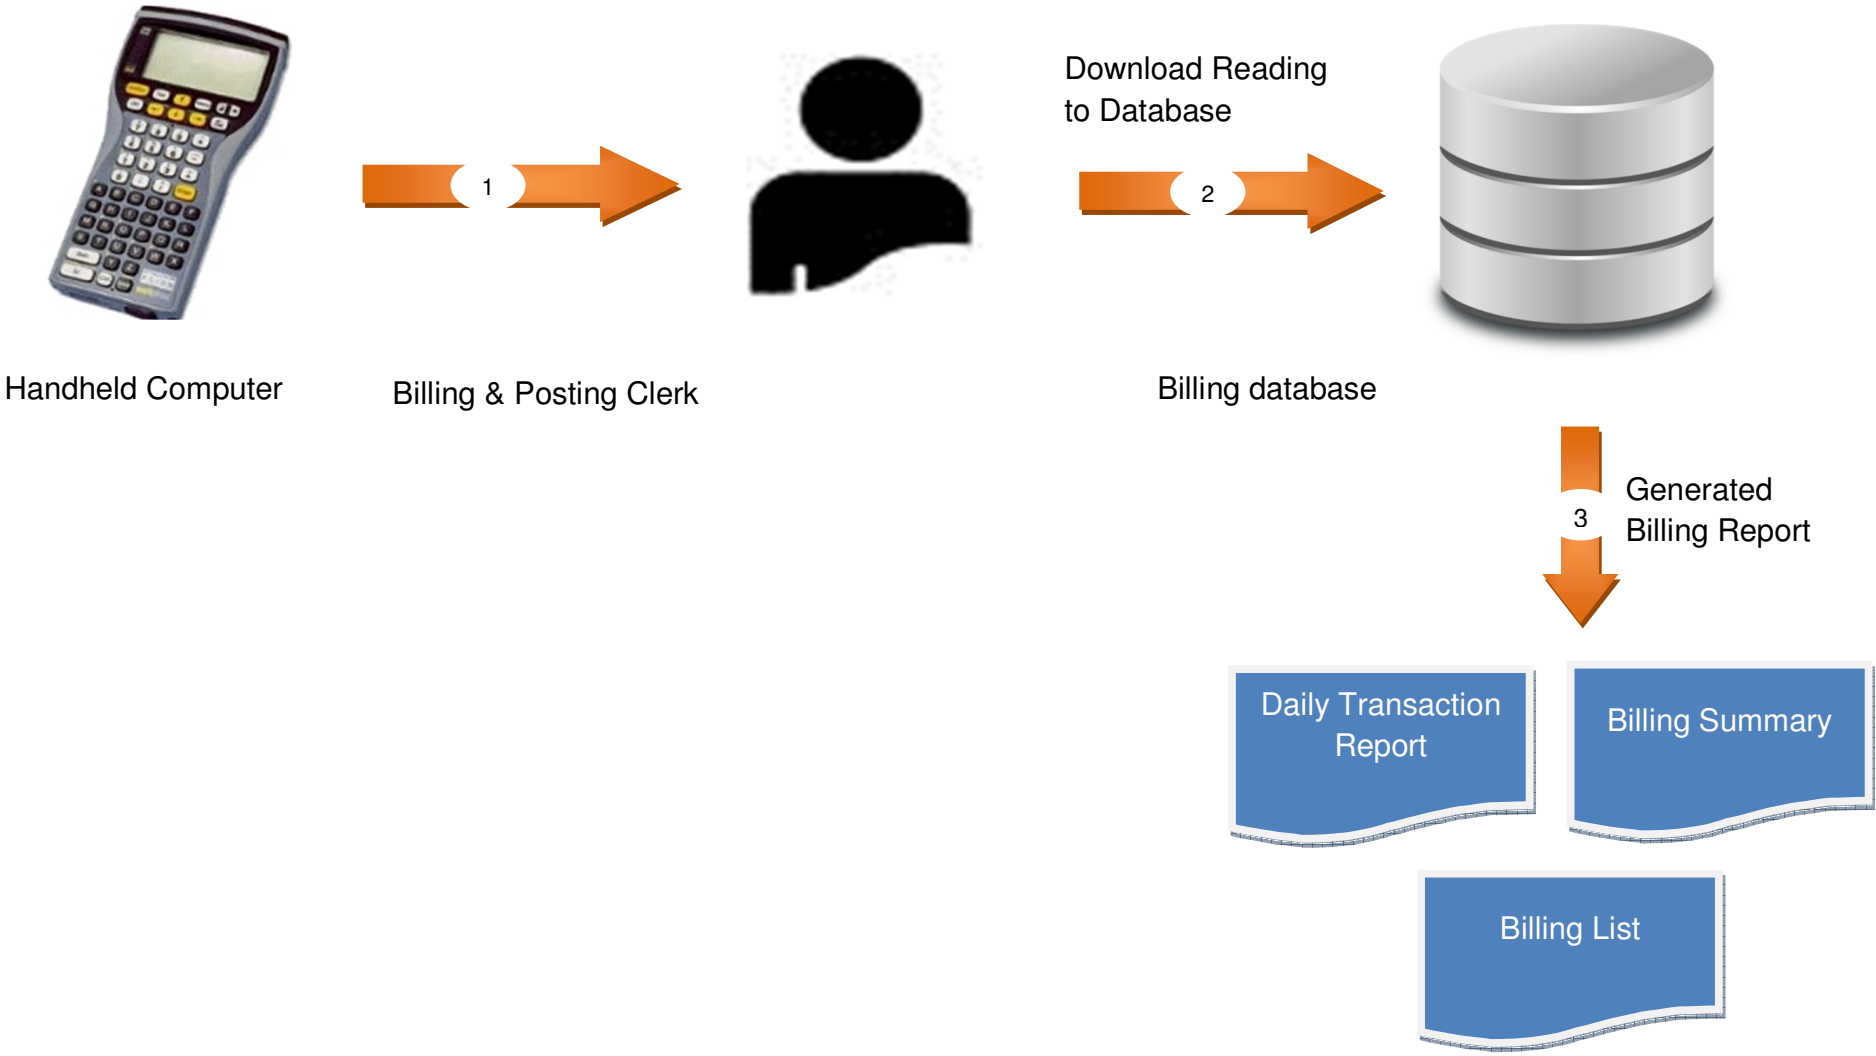 Download Reading
to Database
1
2
Handheld Computer
Billing & Posting Clerk
Billing database
Generated
3
Billing Report
Daily Transaction
Report
Billing Summary
Billing List